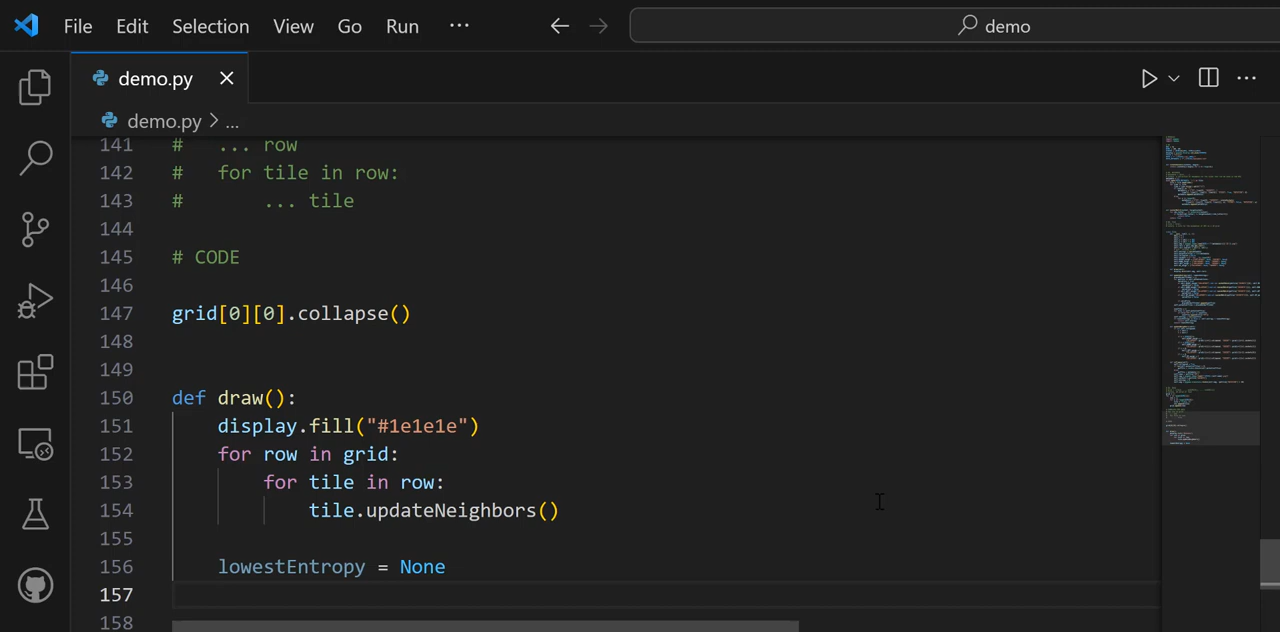 File Edit Selection View Go Run ...
demo
demo.py
demo.py > ...
141 # ... row
142 # for tile in row:
143 # ... tile
144
145 # CODE
146
147 grid[0][0].collapse()
148
149
150 def draw():
151 display.fill("#1e1e1e")
152 for row in grid:
153 for tile in row:
154 tile.updateNeighbors()
155
156 lowestEntropy = None
157
158